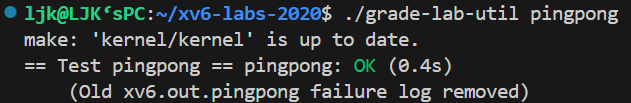 ljk@LJK‘sPC:~/xv6-labs-2020$ ./grade-lab-util pingpong
make: 'kernel/kernel' is up to date.
== Test pingpong == pingpong: OK (0.4s)
    (Old xv6.out.pingpong failure log removed)